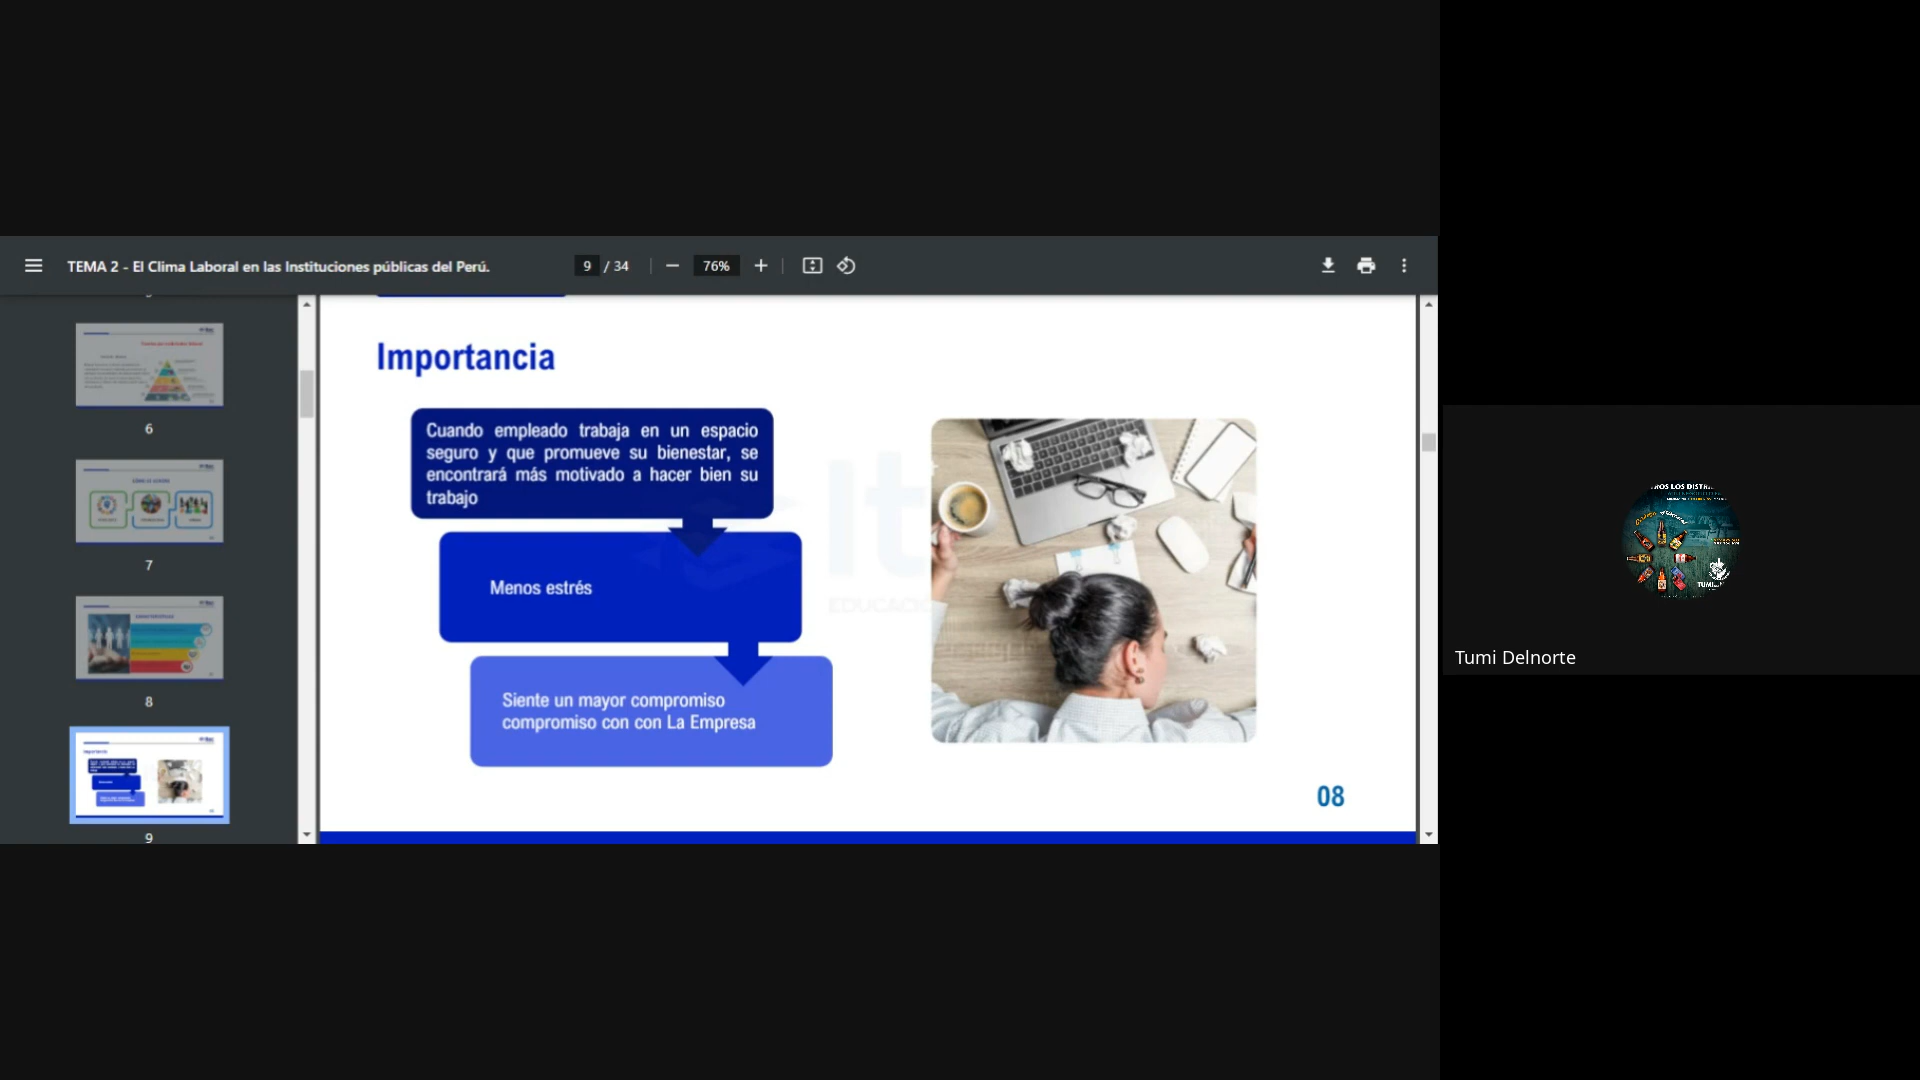 TEMA 2 - El Clima Laboral en las Instituciones públicas del Perú.
9 / 34
76%
6
7
8
9
Importancia
Cuando empleado trabaja en un espacio
seguro y que promueve su bienestar, se
encontrará más motivado a hacer bien su
trabajo
Menos estrés
Siente un mayor compromiso
compromiso con con La Empresa
08
Tumi Delnorte